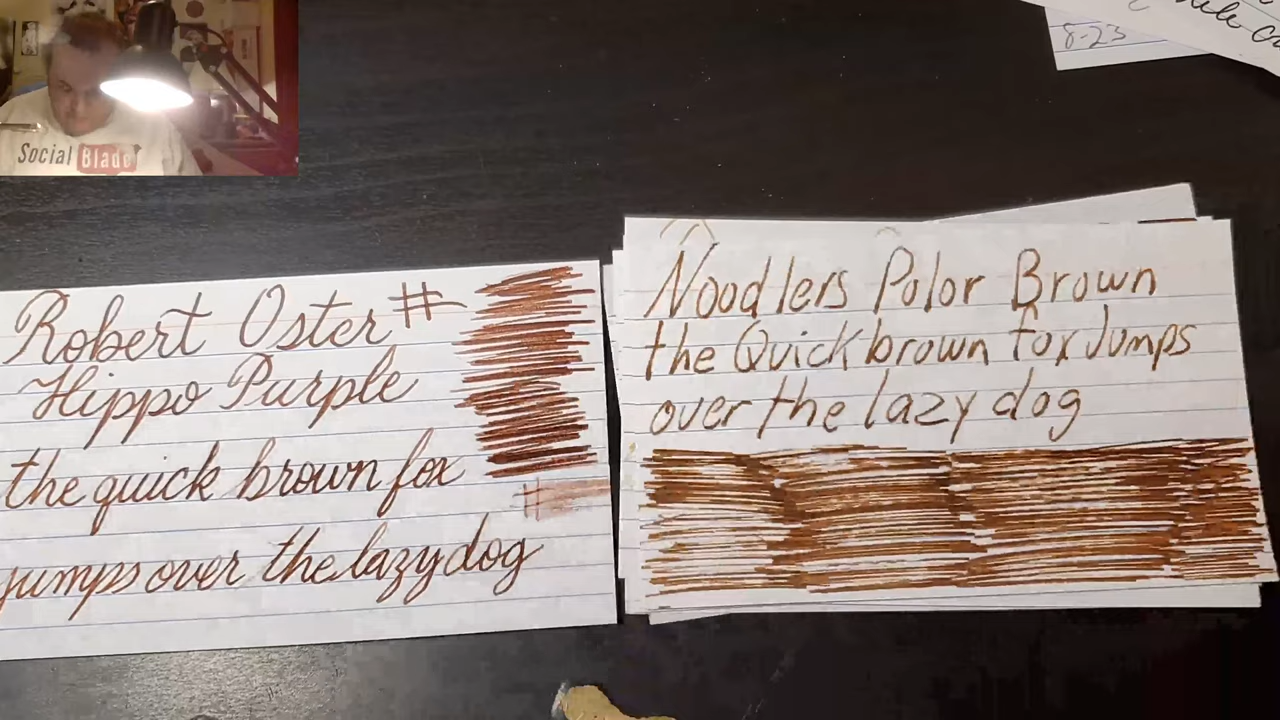 Social Blade
8-23
Robert Oster #
Hippo Purple
the quick brown fox
jumps over the lazy dog
#
Noodlers Polor Brown
the Quick brown fox Jumps
over the lazy dog